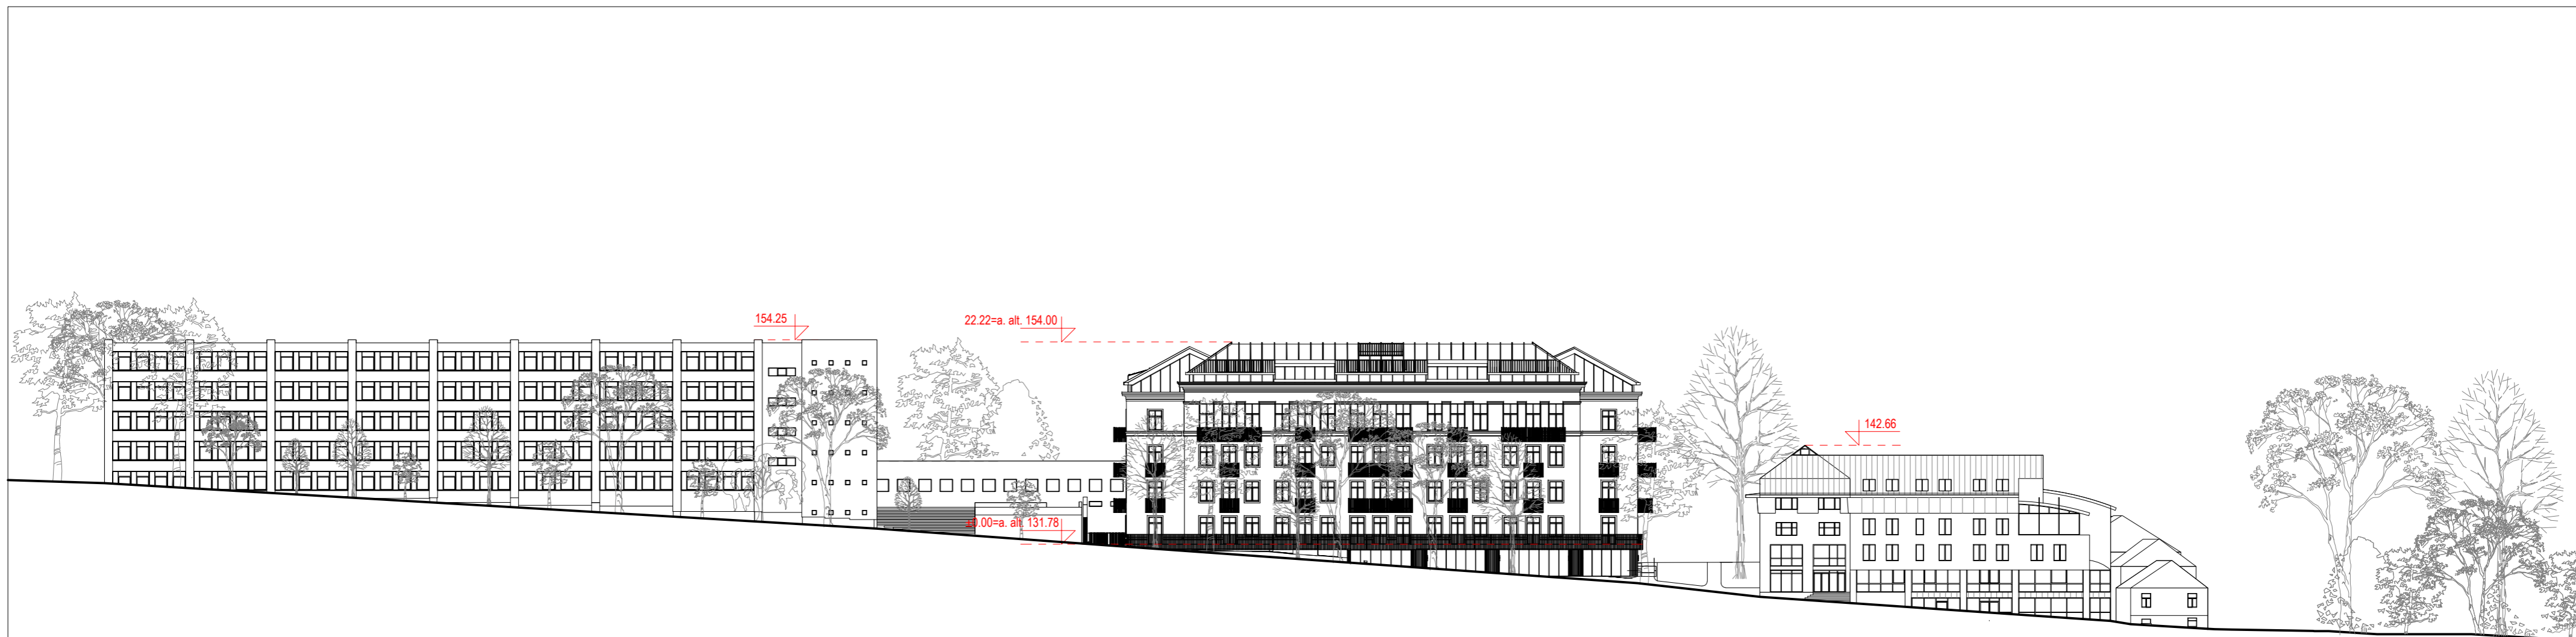 154.25
22.22=a. alt. 154.00
142.66
±0.00=a. alt. 131.78